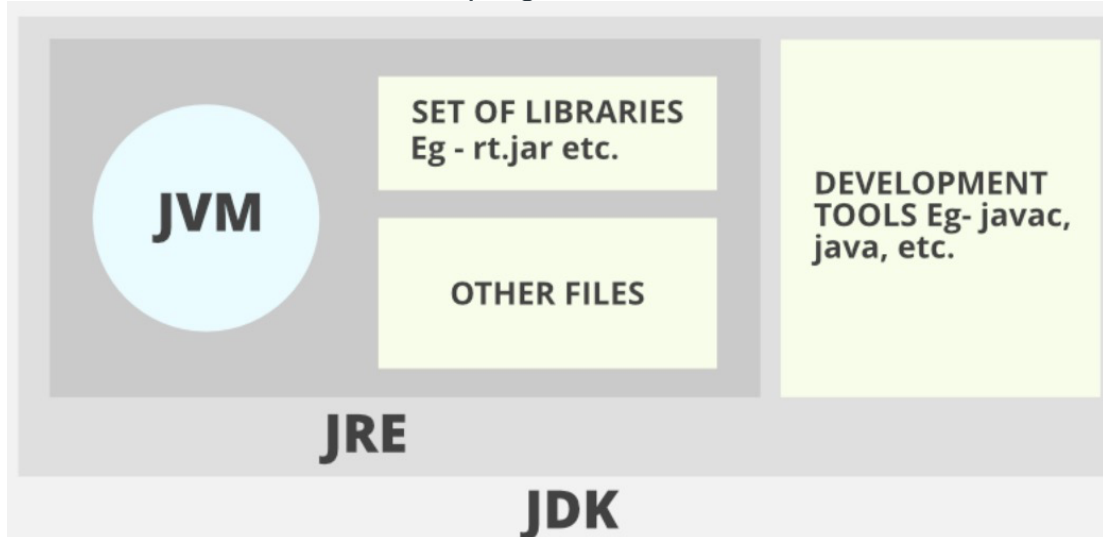 JVM
SET OF LIBRARIES
Eg - rt.jar etc.
OTHER FILES
DEVELOPMENT
TOOLS Eg- javac,
java, etc.
JRE
JDK